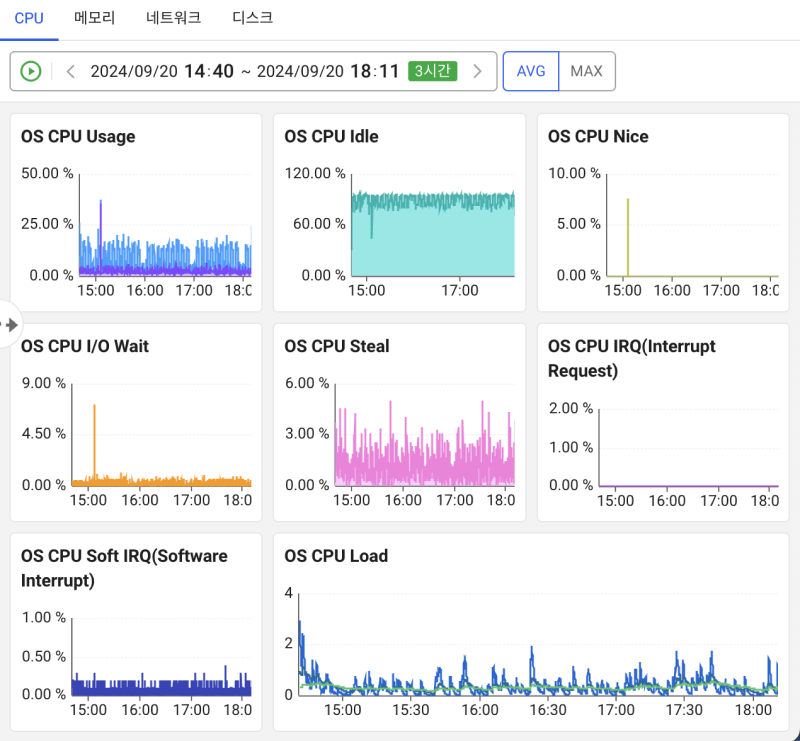 CPU 메모리 네트워크 디스크
2024/09/20 14:40 ~ 2024/09/20 18:11 3시간 AVG MAX
OS CPU Usage
50.00 %
25.00 %
0.00 %
15:00 16:00 17:00 18:0
OS CPU Idle
120.00 %
60.00 %
0.00 %
15:00 17:00
OS CPU Nice
10.00 %
5.00 %
0.00 %
15:00 16:00 17:00 18:0
OS CPU I/O Wait
9.00 %
4.50 %
0.00 %
15:00 16:00 17:00 18:0
OS CPU Steal
6.00 %
3.00 %
0.00 %
15:00 16:00 17:00 18:0
OS CPU IRQ(Interrupt
Request)
2.00 %
1.00 %
0.00 %
15:00 16:00 17:00 18:0
OS CPU Soft IRQ(Software
Interrupt)
1.00 %
0.50 %
0.00 %
15:00 16:00 17:00 18:0
OS CPU Load
4
2
0
15:00 15:30 16:00 16:30 17:00 17:30 18:00